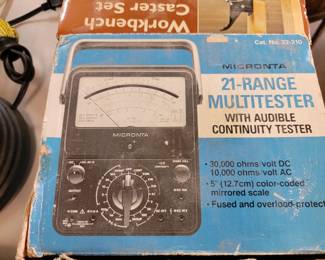 Workbench
Caster Set
Cat. No. 22-210
MICRONTA
21-RANGE
MULTITESTER
WITH AUDIBLE
CONTINUITY TESTER
MICRONTA
• 30,000 ohms/volt DC
10,000 ohms/volt AC
• 5" (12.7cm) color-coded
mirrored scale
• Fused and overload-protect